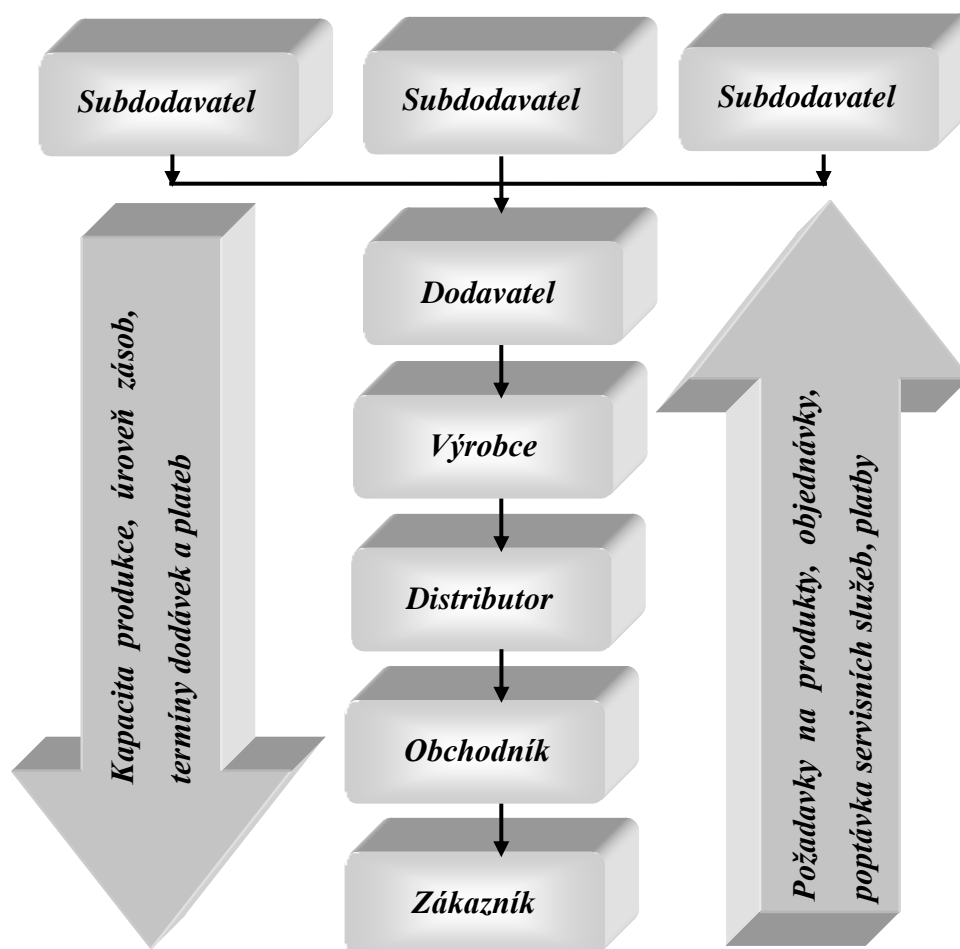 Subdodavatel
Subdodavatel
Subdodavatel
Dodavatel
Výrobce
Distributor
Obchodník
Zákazník
Kapacita produkce, úroveň zásob,
termíny dodávek a plateb
Požadavky na produkty, objednávky,
poptávka servisních služeb, platby